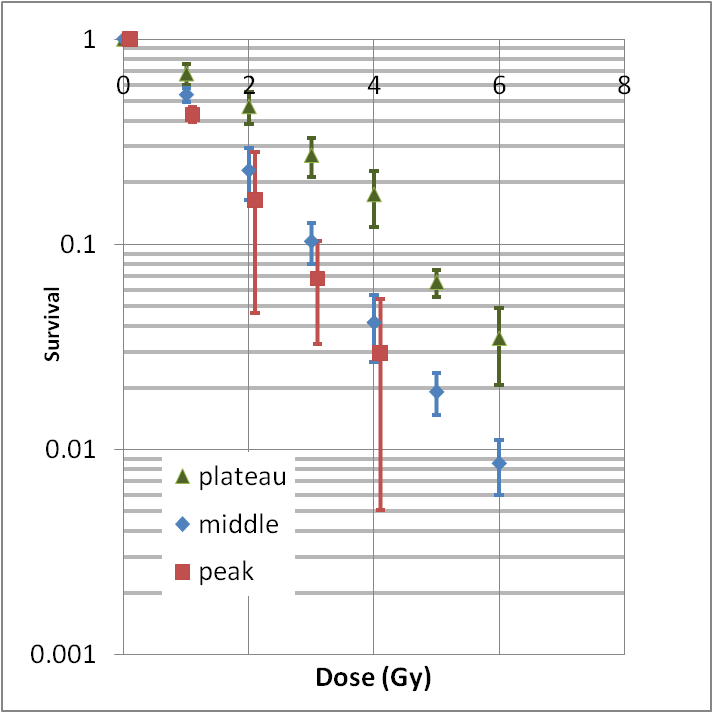 1
0 2 4 6 8
0.1
Survival
0.01
plateau
middle
peak
0.001
Dose (Gy)